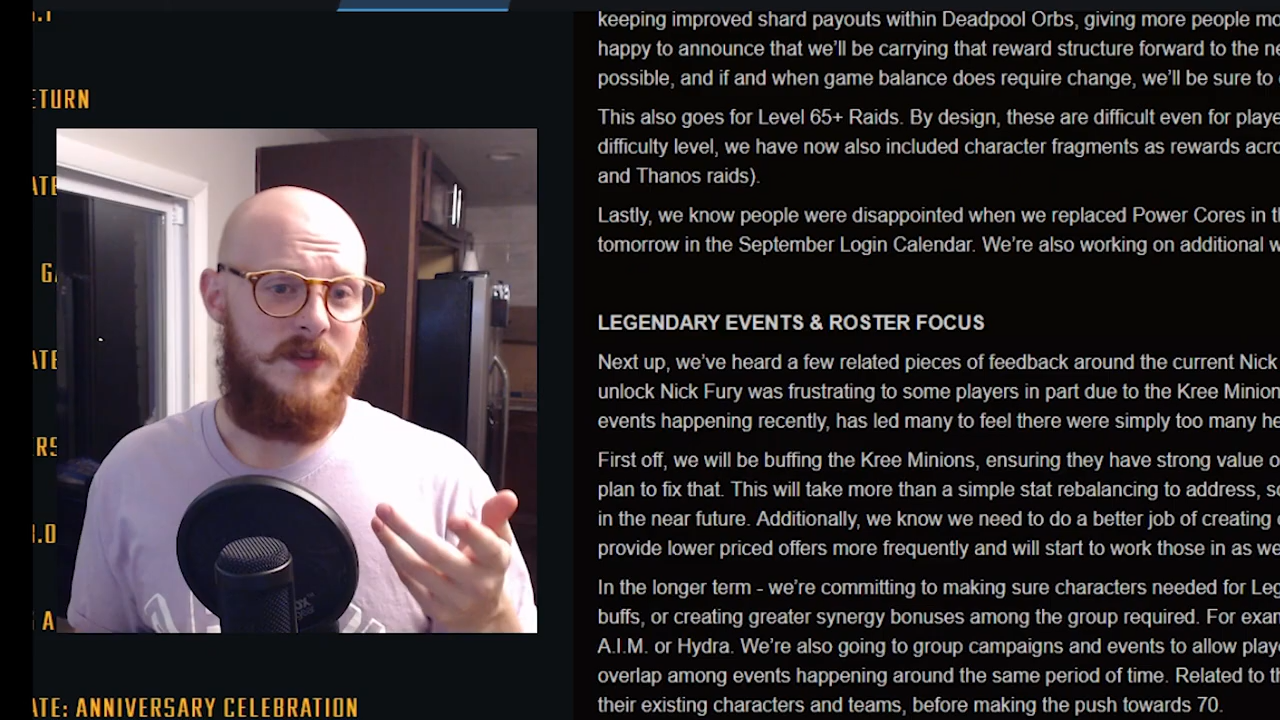 ETURN
ATE: ANNIVERSARY CELEBRATION
keeping improved shard payouts within Deadpool Orbs, giving more people
happy to announce that we'll be carrying that reward structure forward to the
possible, and if and when game balance does require change, we'll be sure to
This also goes for Level 65+ Raids. By design, these are difficult even for
difficulty level, we have now also included character fragments as rewards
and Thanos raids).
Lastly, we know people were disappointed when we replaced Power Cores in
tomorrow in the September Login Calendar. We're also working on additional
LEGENDARY EVENTS & ROSTER FOCUS
Next up, we've heard a few related pieces of feedback around the current Nick
unlock Nick Fury was frustrating to some players in part due to the Kree Minion
events happening recently, has led many to feel there were simply too many
First off, we will be buffing the Kree Minions, ensuring they have strong value
plan to fix that. This will take more than a simple stat rebalancing to address,
in the near future. Additionally, we know we need to do a better job of creating
provide lower priced offers more frequently and will start to work those in as
In the longer term - we're committing to making sure characters needed for
buffs, or creating greater synergy bonuses among the group required. For
A.I.M. or Hydra. We're also going to group campaigns and events to allow
overlap among events happening around the same period of time. Related to
their existing characters and teams, before making the push towards 70.